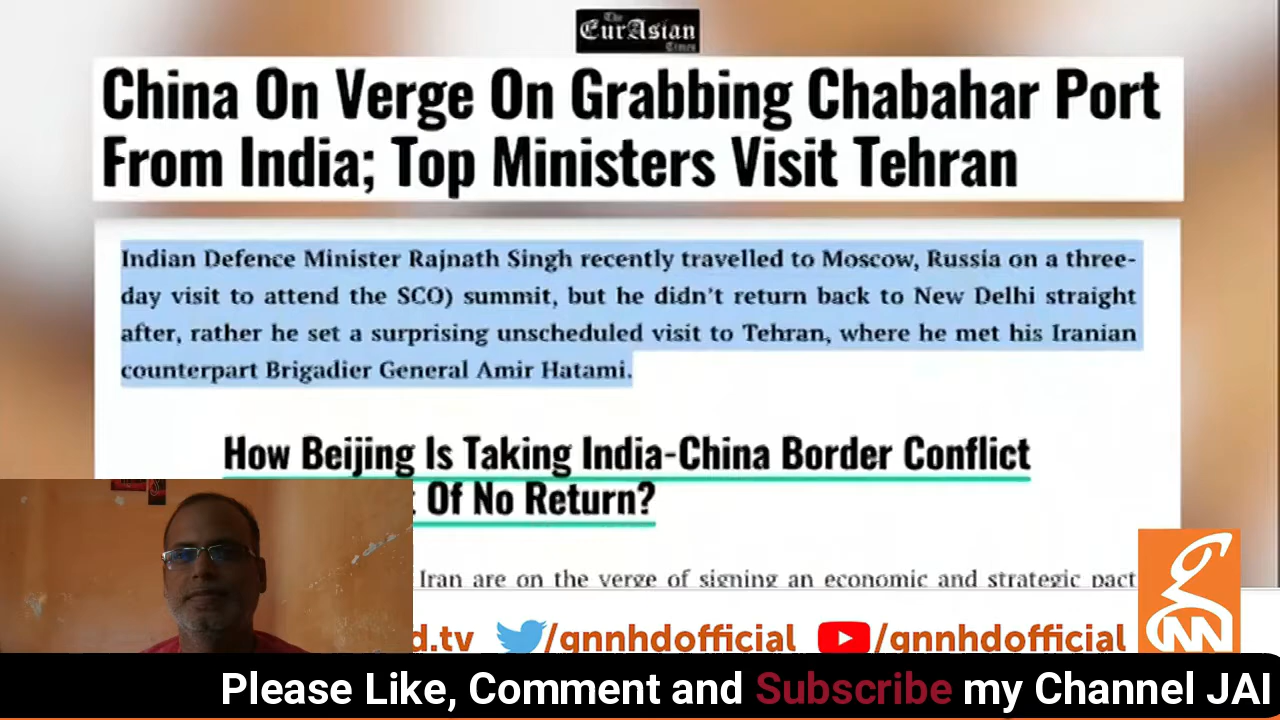 The
EurAsian
Times
China On Verge On Grabbing Chabahar Port
From India; Top Ministers Visit Tehran
Indian Defence Minister Rajnath Singh recently travelled to Moscow, Russia on a three-
day visit to attend the SCO) summit, but he didn't return back to New Delhi straight
after, rather he set a surprising unscheduled visit to Tehran, where he met his Iranian
counterpart Brigadier General Amir Hatami.
How Beijing Is Taking India-China Border Conflict
Of No Return?
Iran are on the verge of signing an economic and strategic pact
d.tv /gnnhdofficial /gnnhdofficial
GNN
Please Like, Comment and Subscribe my Channel JAI